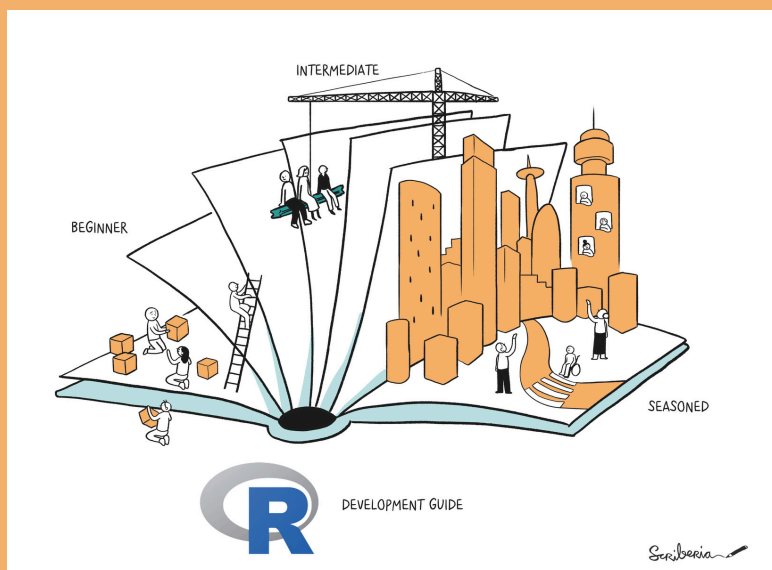 INTERMEDIATE
BEGINNER
SEASONED
R
DEVELOPMENT GUIDE
Scriberia